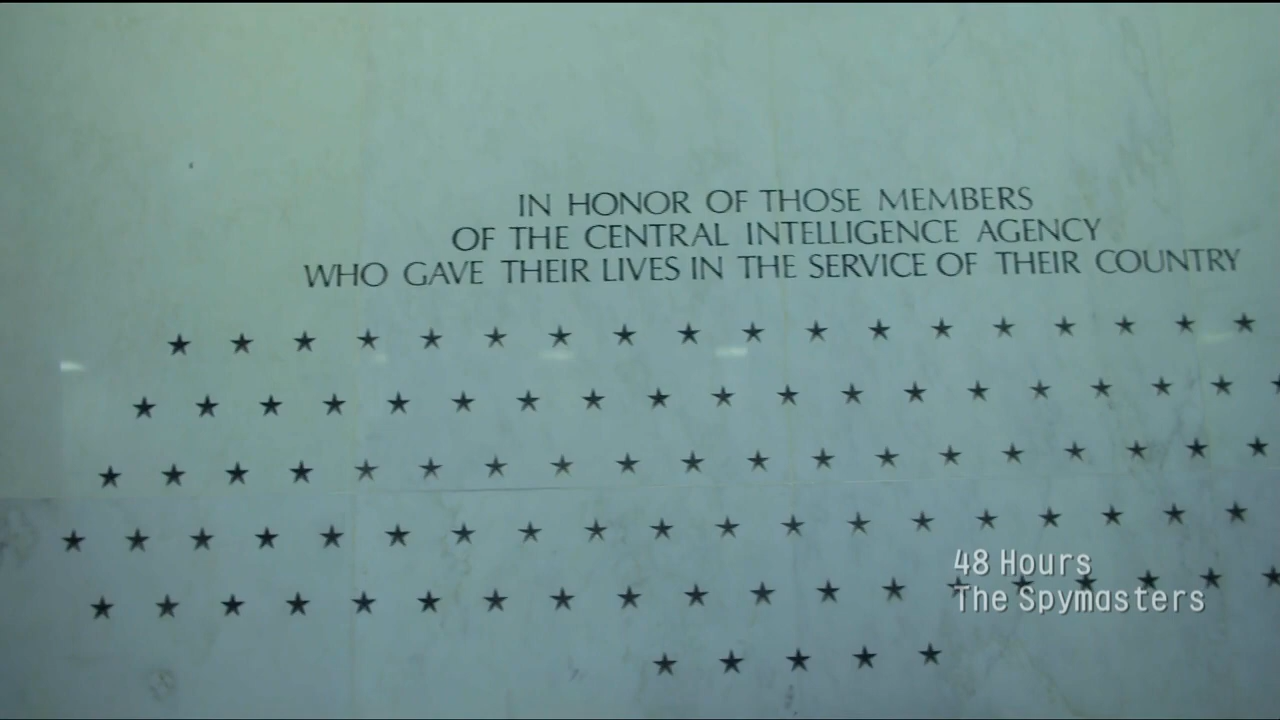 IN HONOR OF THOSE MEMBERS
OF THE CENTRAL INTELLIGENCE AGENCY
WHO GAVE THEIR LIVES IN THE SERVICE OF THEIR COUNTRY
48 Hours
The Spymasters